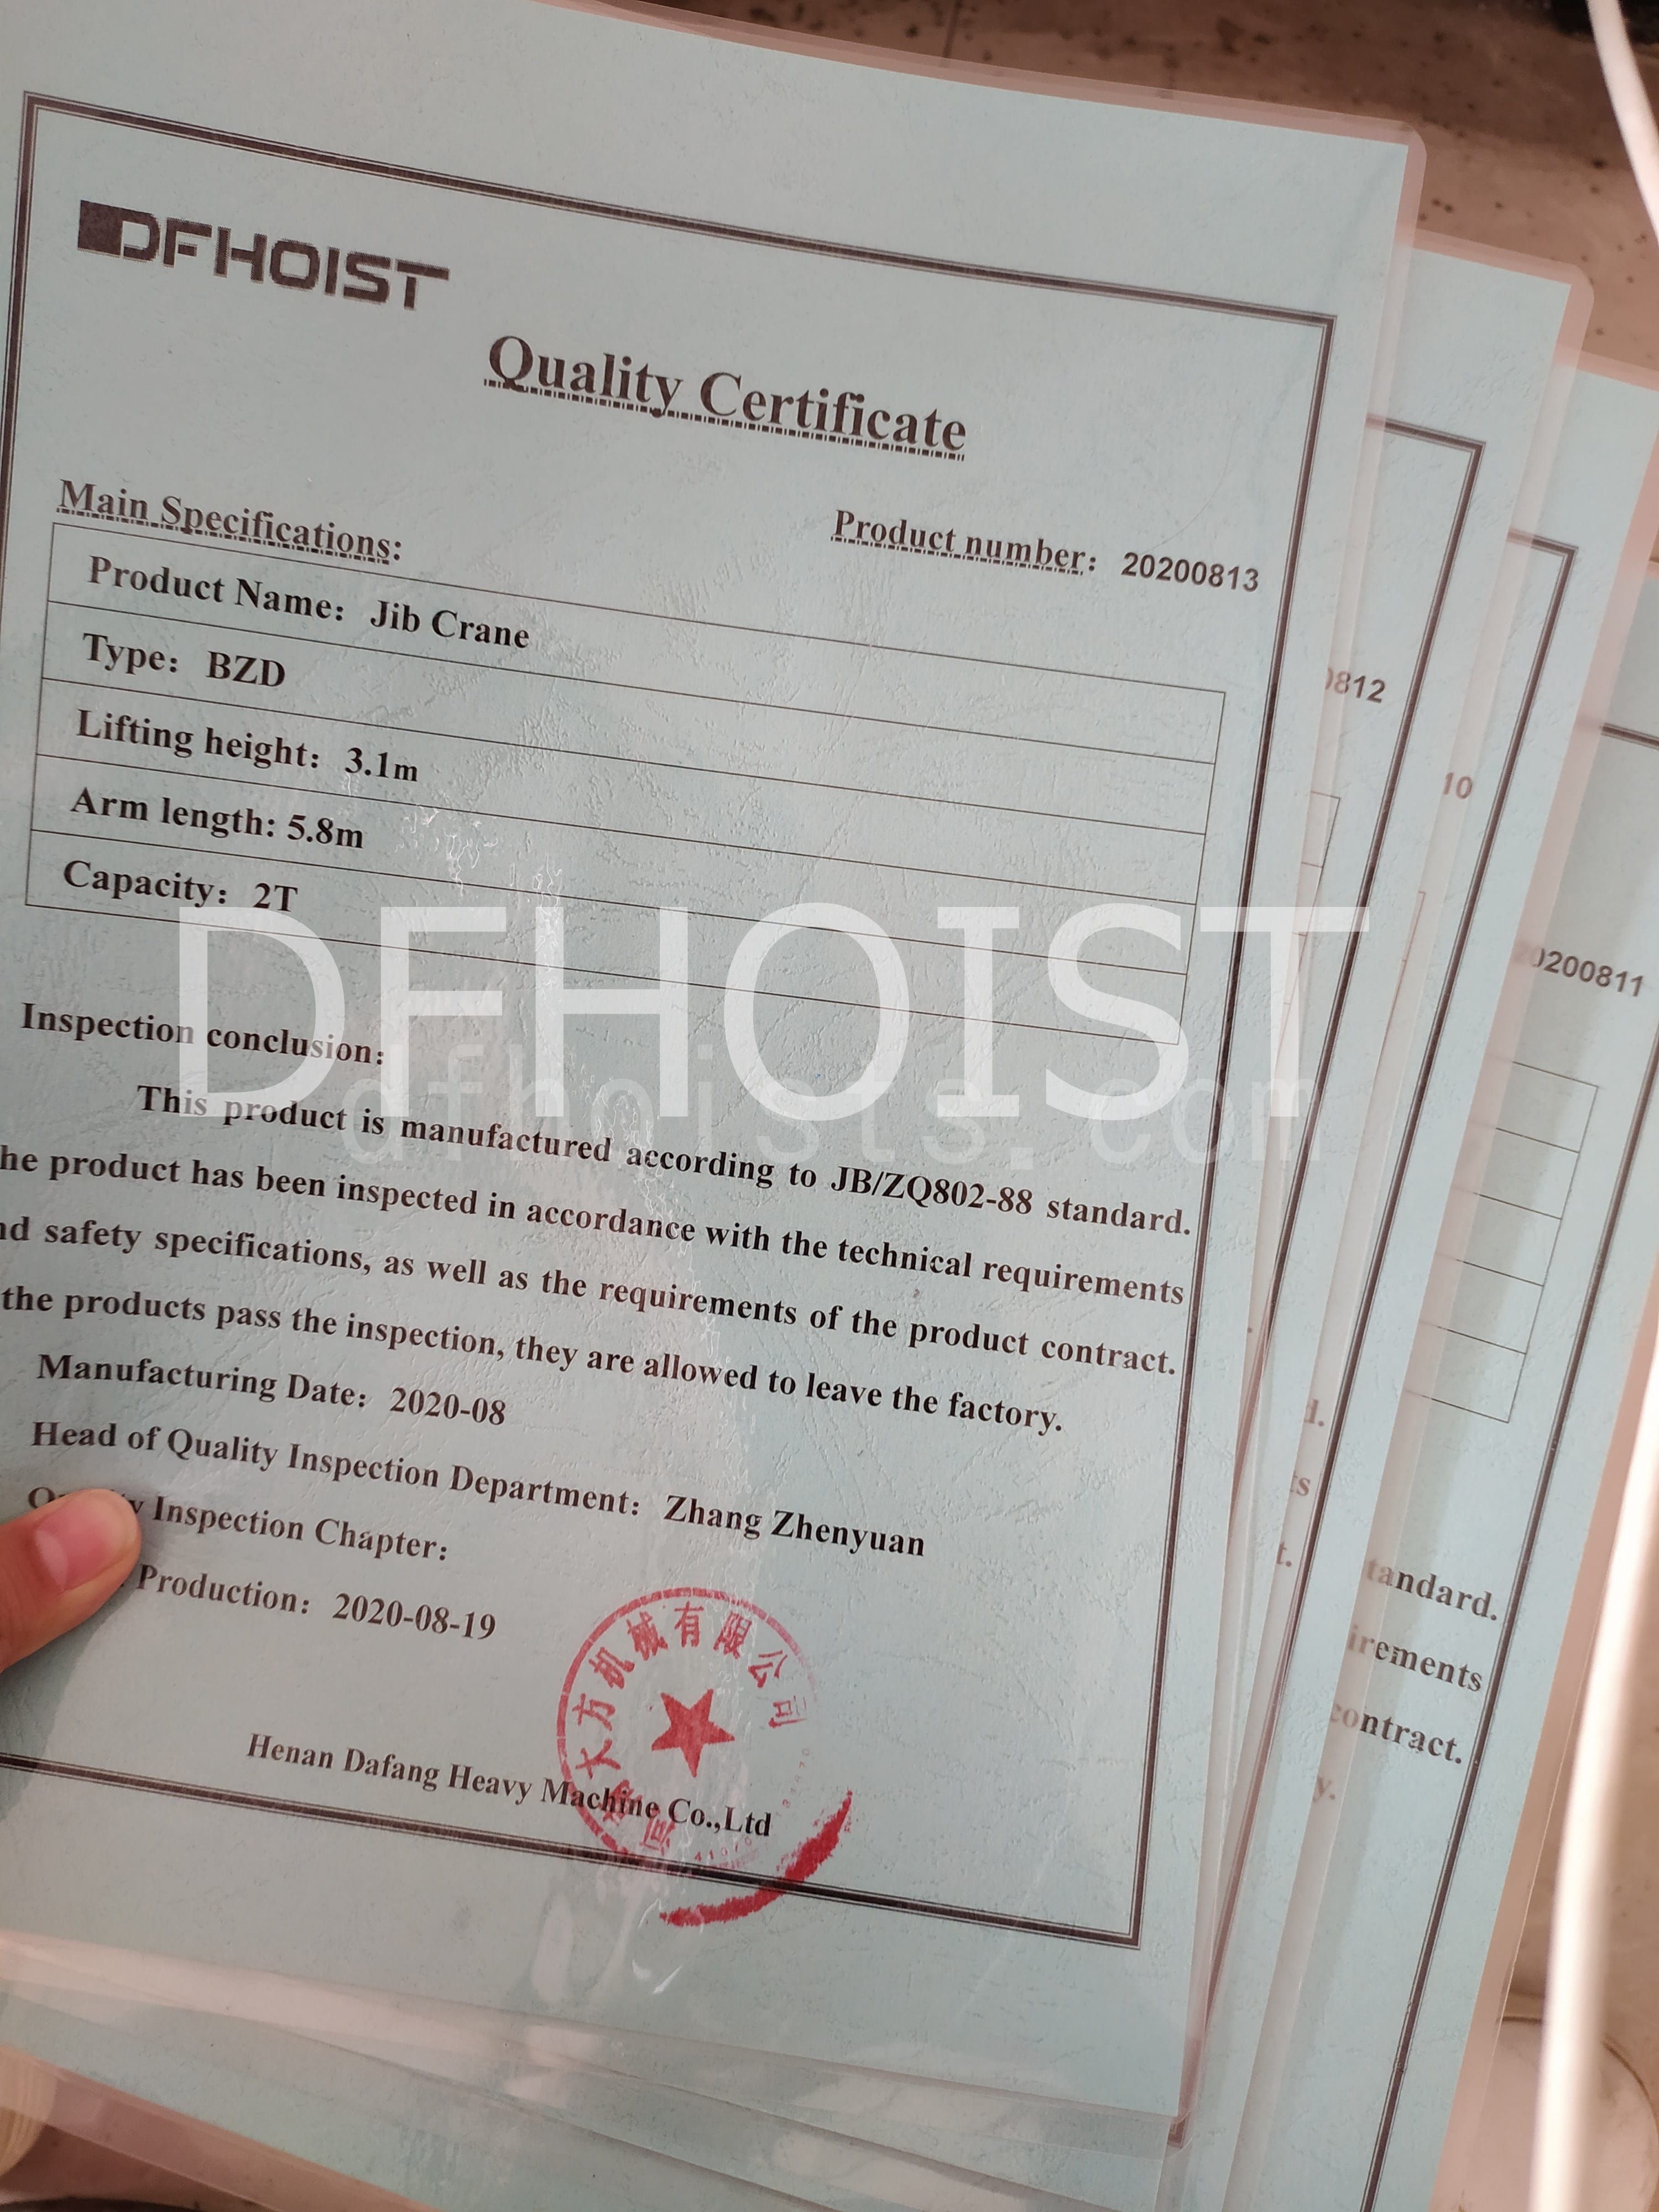 DFHOIST
Quality Certificate
Main Specifications:
Product number：20200813
Product Name： Jib Crane
Type： BZD
Lifting height： 3.1m
Arm length: 5.8m
Capacity： 2T
DFHOIST
dfhoists.com
Inspection conclusion：
This product is manufactured according to JB/ZQ802-88 standard.
he product has been inspected in accordance with the technical requirements
nd safety specifications, as well as the requirements of the product contract.
the products pass the inspection, they are allowed to leave the factory.
Manufacturing Date： 2020-08
Head of Quality Inspection Department： Zhang Zhenyuan
Inspection Chapter：
Production： 2020-08-19
大方机械有限公司
Henan Dafang Heavy Machine Co.,Ltd
0812
10
0200811
d.
ts
t.
tandard.
irements
contract.
y.